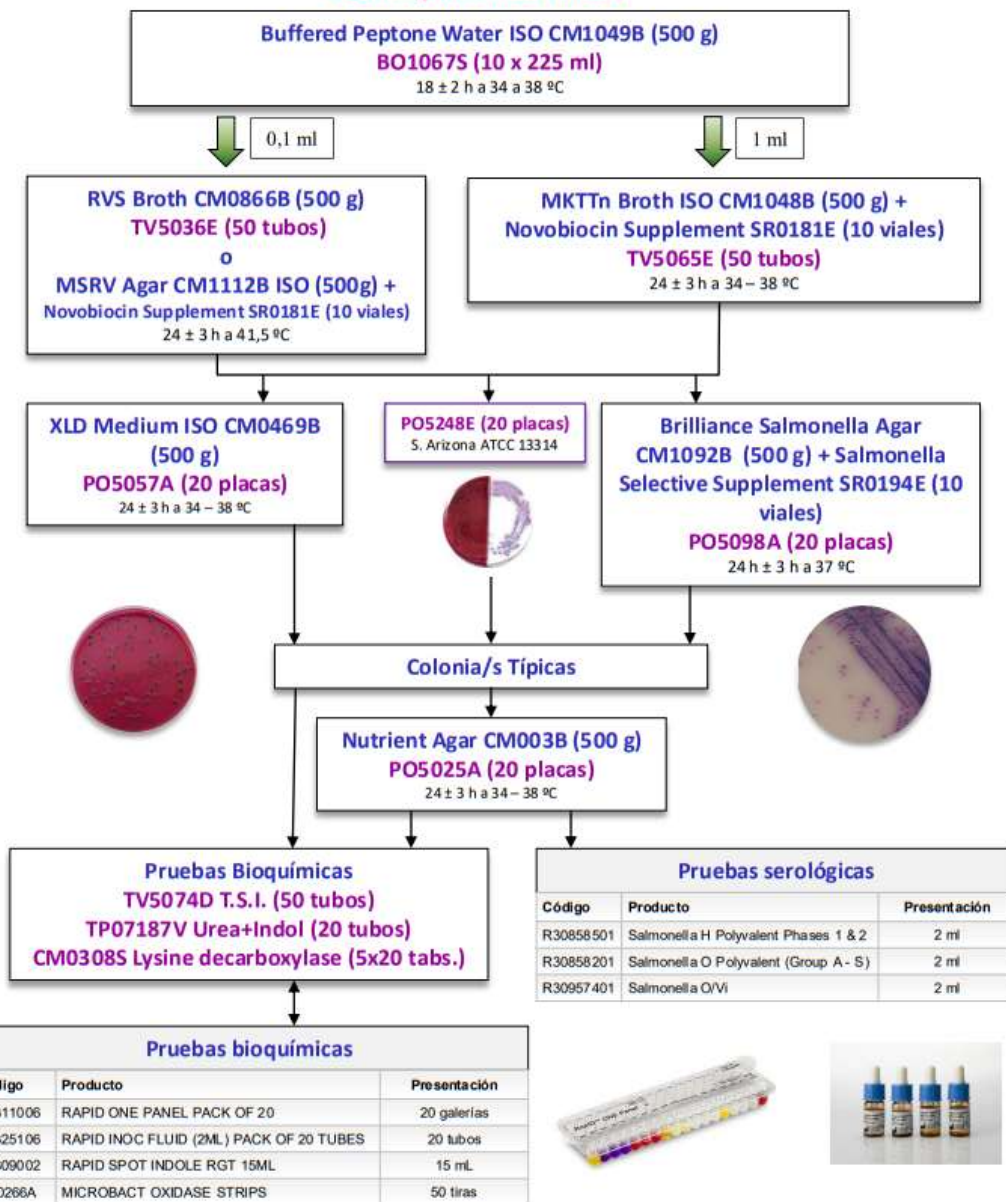 Buffered Peptone Water ISO CM1049B (500 g)
BO1067S (10 x 225 ml)
18 ± 2 h a 34 a 38 ºC
0,1 ml
1 ml
RVS Broth CM0866B (500 g)
TV5036E (50 tubos)
o
MSRV Agar CM1112B ISO (500g) +
Novobiocin Supplement SR0181E (10 viales)
24 ± 3 h a 41,5 ºC
MKTTn Broth ISO CM1048B (500 g) +
Novobiocin Supplement SR0181E (10 viales)
TV5065E (50 tubos)
24 ± 3 h a 34 – 38 ºC
XLD Medium ISO CM0469B
(500 g)
PO5057A (20 placas)
24 ± 3 h a 34 – 38 ºC
PO5248E (20 placas)
S. Arizona ATCC 13314
Brilliance Salmonella Agar
CM1092B (500 g) + Salmonella
Selective Supplement SR0194E (10
viales)
PO5098A (20 placas)
24 h ± 3 h a 37 ºC
Colonia/s Típicas
Nutrient Agar CM003B (500 g)
PO5025A (20 placas)
24 ± 3 h a 34 – 38 ºC
Pruebas Bioquímicas
TV5074D T.S.I. (50 tubos)
TP07187V Urea+Indol (20 tubos)
CM0308S Lysine decarboxylase (5x20 tabs.)
Pruebas serológicas
Código Producto Presentación
R30858501 Salmonella H Polyvalent Phases 1 & 2 2 ml
R30858201 Salmonella O Polyvalent (Group A - S) 2 ml
R30957401 Salmonella O/Vi 2 ml
Pruebas bioquímicas
digo Producto Presentación
11006 RAPID ONE PANEL PACK OF 20 20 galerías
25106 RAPID INOC FLUID (2ML) PACK OF 20 TUBES 20 tubos
09002 RAPID SPOT INDOLE RGT 15ML 15 mL
0266A MICROBACT OXIDASE STRIPS 50 tiras